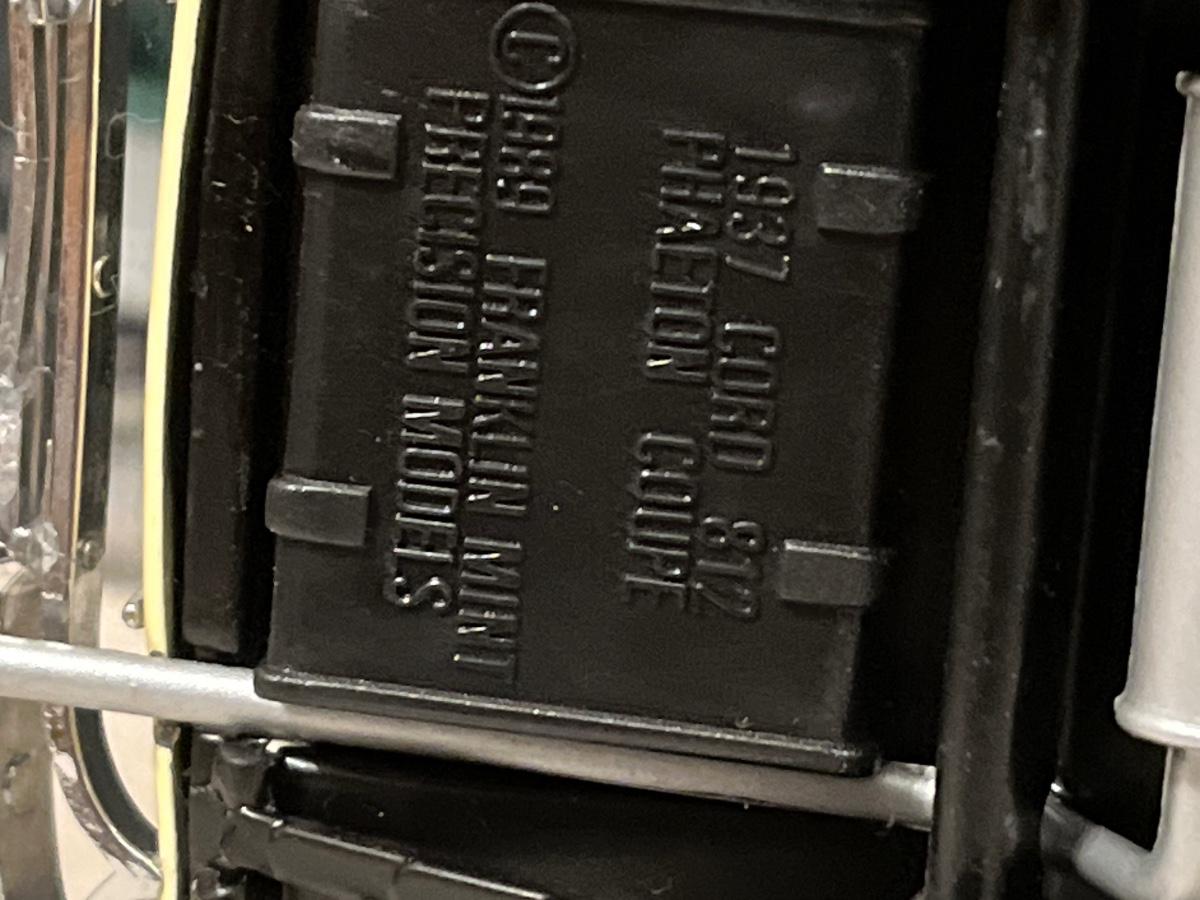 1937 CORD 812
PHAETON COUPE
©1989 FRANKLIN MINT
PRECISION MODELS